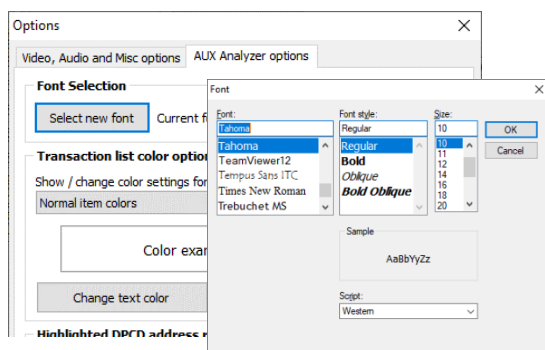 Options
Video, Audio and Misc options
AUX Analyzer options
Font Selection
Select new font
Current f
Transaction list color optio
Show / change color settings for
Normal item colors
Color exa
Change text color
Highlighted DPCD address r
Font
Font:
Font style:
Size:
Tahoma
Regular
10
OK
Cancel
Tahoma
TeamViewer12
Tempus Sans ITC
Times New Roman
Trebuchet MS
Regular
Bold
Oblique
Bold Oblique
10
11
12
14
16
18
20
Sample
AaBbYyZz
Script:
Western